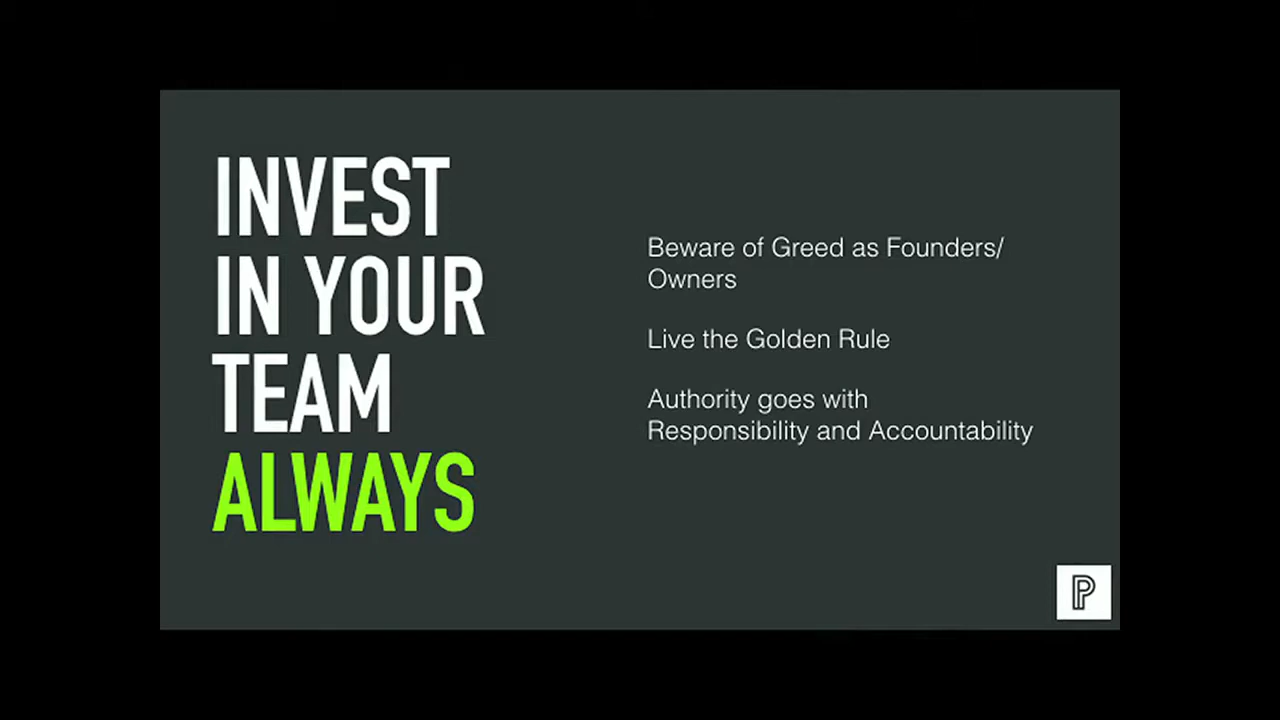 INVEST
IN YOUR
TEAM
ALWAYS
Beware of Greed as Founders/
Owners
Live the Golden Rule
Authority goes with
Responsibility and Accountability
P